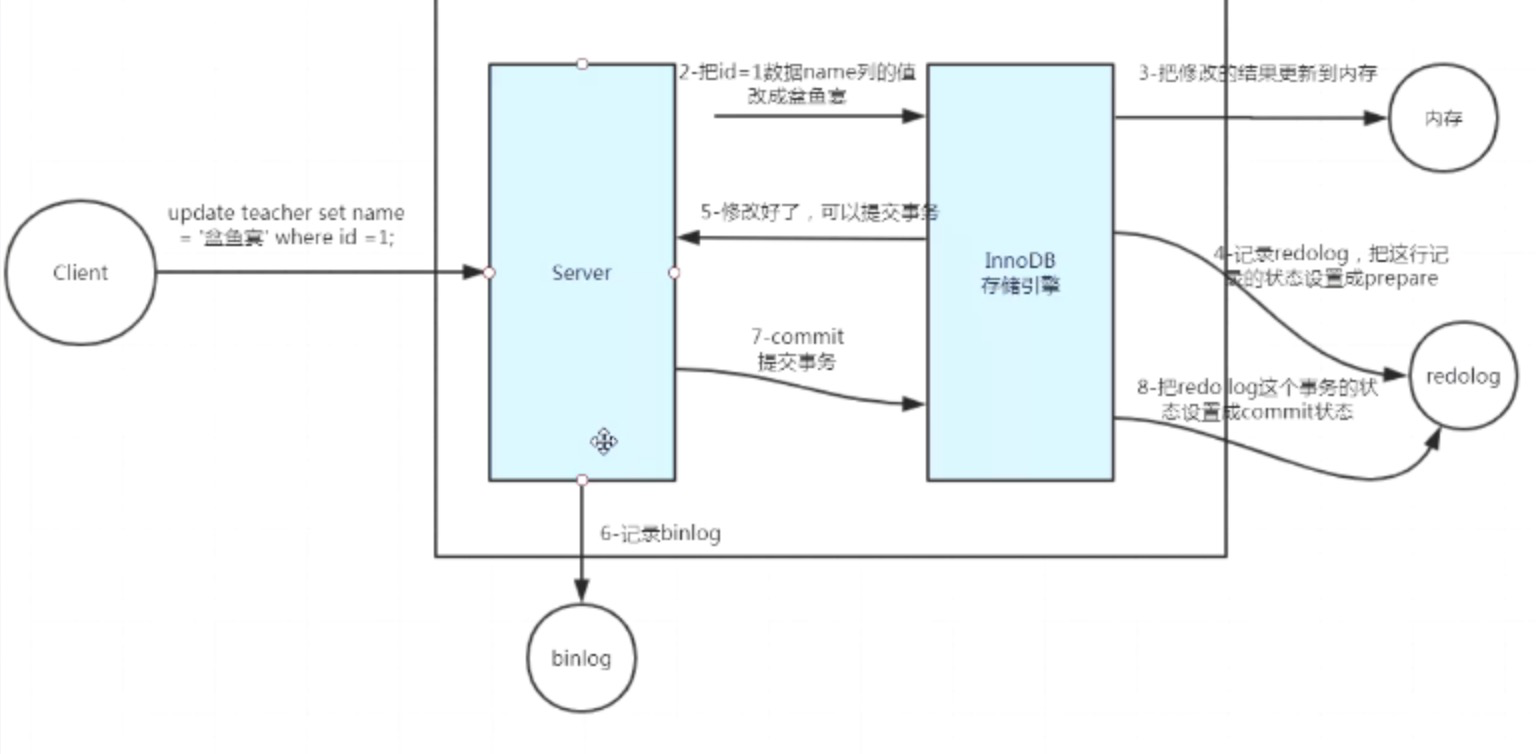 2-把id=1数据name列的值
改成盆鱼宴
3-把修改的结果更新到内存
内存
update teacher set name
= '盆鱼宴' where id =1;
Client
Server
5-修改好了，可以提交事务
InnoDB
存储引擎
4-记录redolog，把这行记
录的状态设置成prepare
7-commit
提交事务
redolog
8-把redo log这个事务的状
态设置成commit状态
6-记录binlog
binlog